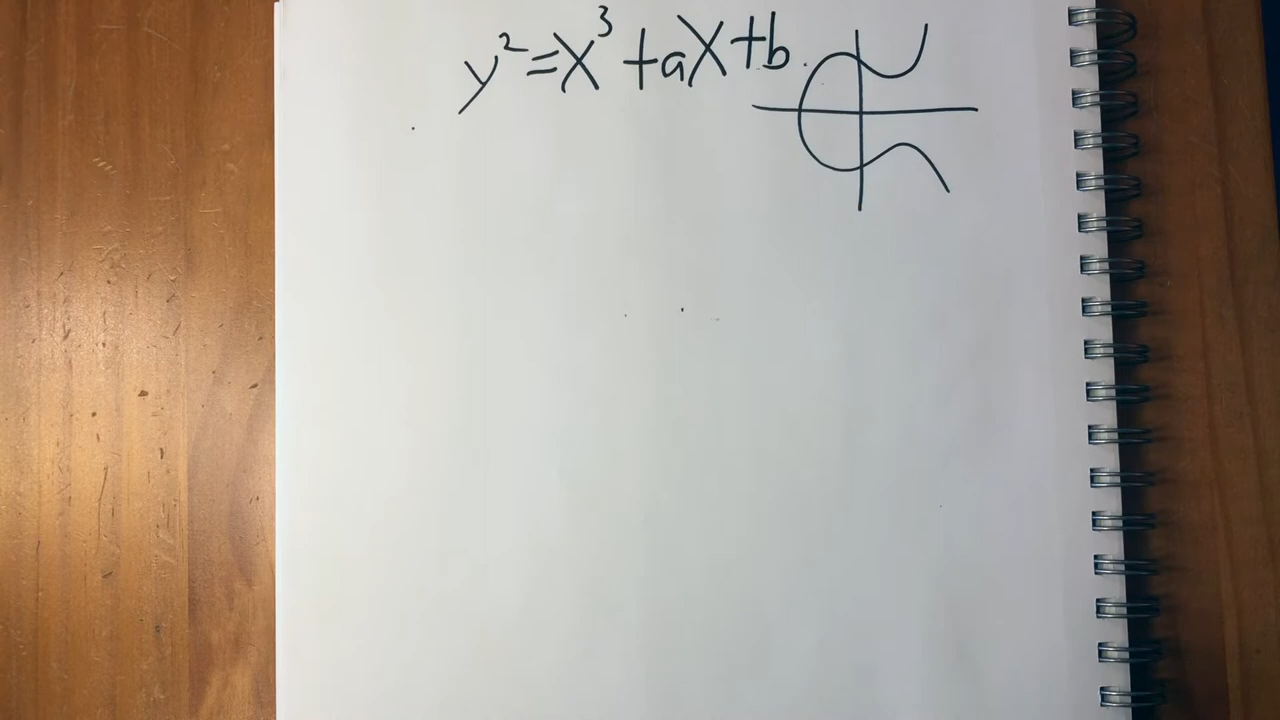 y² = X³ + aX + b